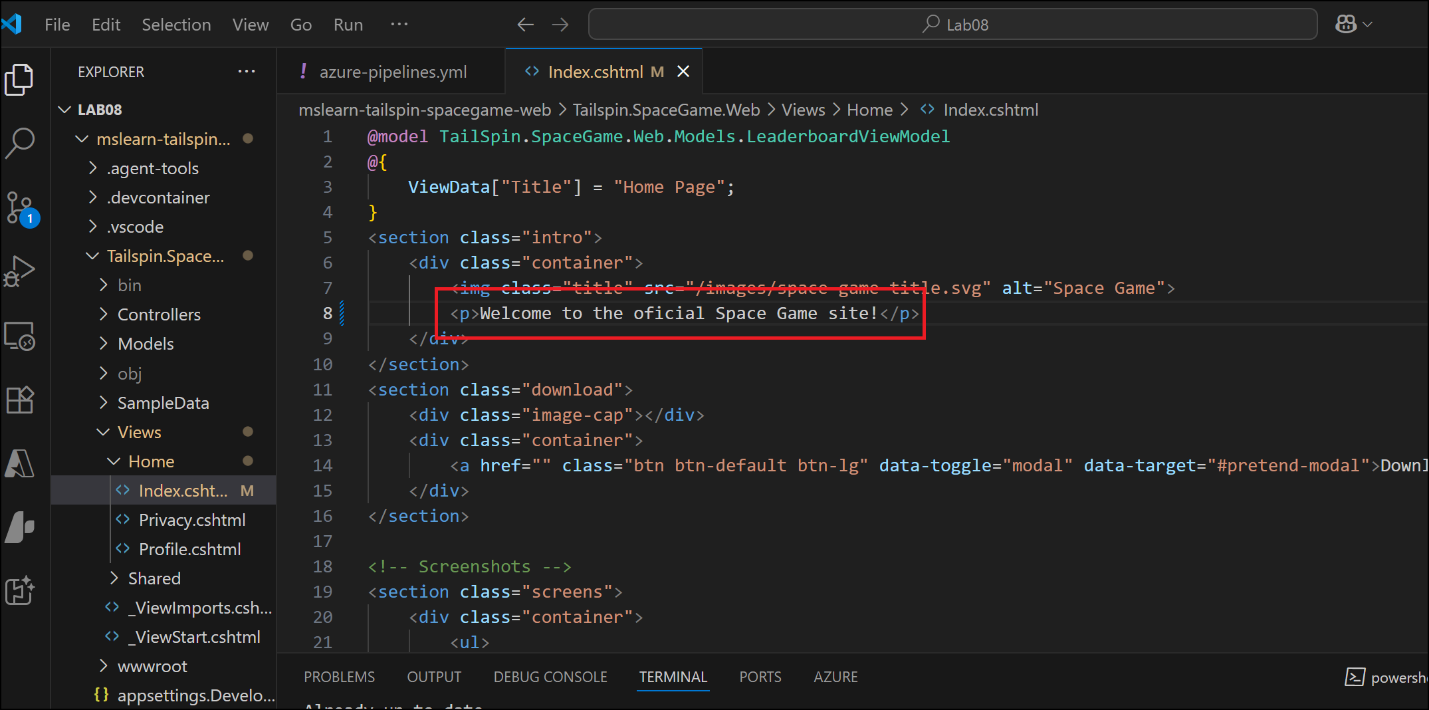 File Edit Selection View Go Run ··· Lab08
EXPLORER ···
LAB08
mslearn-tailspin...
.agent-tools
.devcontainer
.vscode
Tailspin.Space...
bin
Controllers
Models
obj
SampleData
Views
Home
Index.csht... M
Privacy.cshtml
Profile.cshtml
Shared
_ViewImports.csh...
_ViewStart.cshtml
wwwroot
{} appsettings.Develo...
1
! azure-pipelines.yml
<> Index.cshtml M
mslearn-tailspin-spacegame-web > Tailspin.SpaceGame.Web > Views > Home > <> Index.cshtml
1 @model TailSpin.SpaceGame.Web.Models.LeaderboardViewModel
2 @{
3 ViewData["Title"] = "Home Page";
4 }
5 <section class="intro">
6 <div class="container">
7 <img class="title" src="/images/space-game-title.svg" alt="Space Game">
8 <p>Welcome to the oficial Space Game site!</p>
9 </div>
10 </section>
11 <section class="download">
12 <div class="image-cap"></div>
13 <div class="container">
14 <a href="" class="btn btn-default btn-lg" data-toggle="modal" data-target="#pretend-modal">Downl
15 </div>
16 </section>
17
18 <!-- Screenshots -->
19 <section class="screens">
20 <div class="container">
21 <ul>
PROBLEMS OUTPUT DEBUG CONSOLE TERMINAL PORTS AZURE powersh
Already up to date.